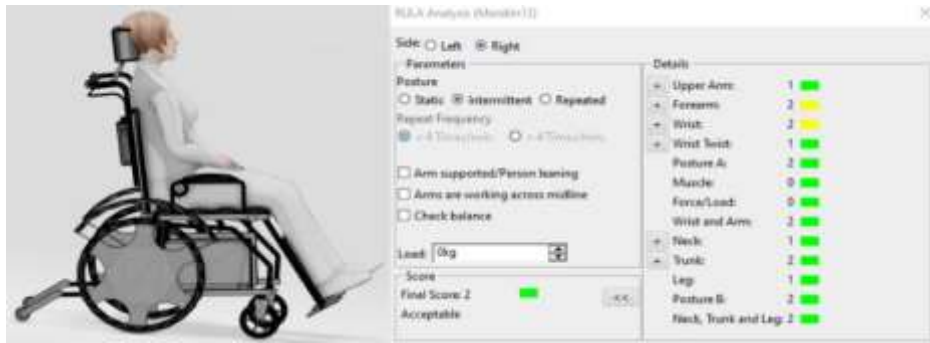 RULA Analysis (Manikin13)
Side: Left Right
Parameters
Posture
Static Intermittent Repeated
Repeat Frequency
Arm supported/Person leaning
Arms are working across midline
Check balance
Load: 0kg
Score
Final Score: 2
<<
Acceptable
Details
+ Upper Arm: 1
+ Forearm: 2
+ Wrist: 2
+ Wrist Twist: 1
Posture A: 2
Muscle: 0
Force/Load: 0
Wrist and Arm: 2
+ Neck: 1
Trunk: 2
Leg: 1
Posture B: 2
Neck, Trunk and Leg: 2